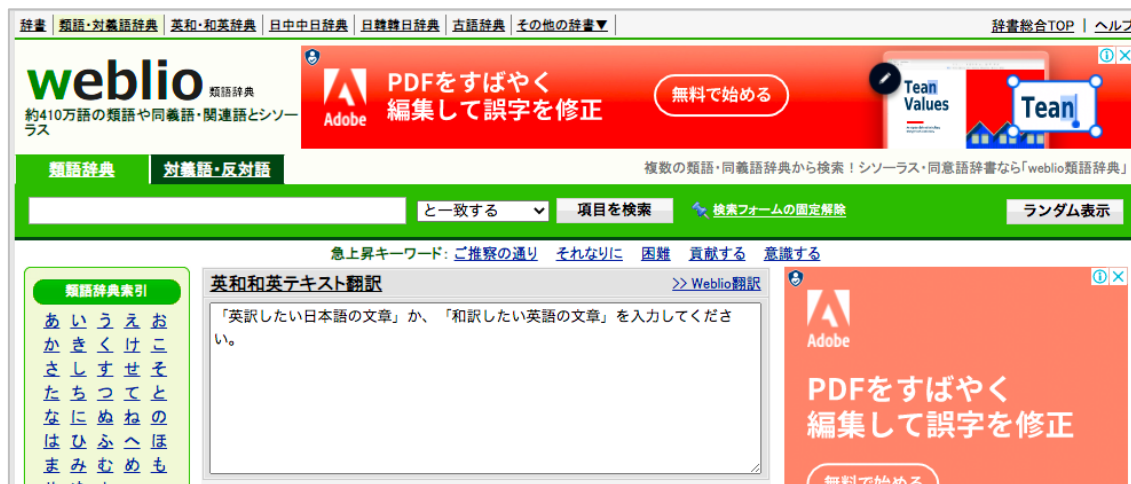 辞書 類語・対義語辞典 英和・和英辞典 日中中日辞典 日韓韓日辞典 古語辞典 その他の辞書▼ 辞書総合TOP | ヘルプ
weblio 類語辞典
約410万語の類語や同義語・関連語とシソーラス
Adobe
PDFをすばやく
編集して誤字を修正
無料で始める
Tean
Values
Tean
類語辞典 対義語・反対語
複数の類語・同義語辞典から検索！シソーラス・同意語辞書なら「weblio類語辞典」
と一致する 項目を検索 検索フォームの固定解除 ランダム表示
急上昇キーワード: ご推察の通り それなりに 困難 貢献する 意識する
類語辞典索引
あ い う え お
か き く け こ
さ し す せ そ
た ち つ て と
な に ぬ ね の
は ひ ふ へ ほ
ま み む め も
英和和英テキスト翻訳 >> Weblio翻訳
「英訳したい日本語の文章」か、「和訳したい英語の文章」を入力してくださ
い。
Adobe
PDFをすばやく
編集して誤字を修正
無料で始める